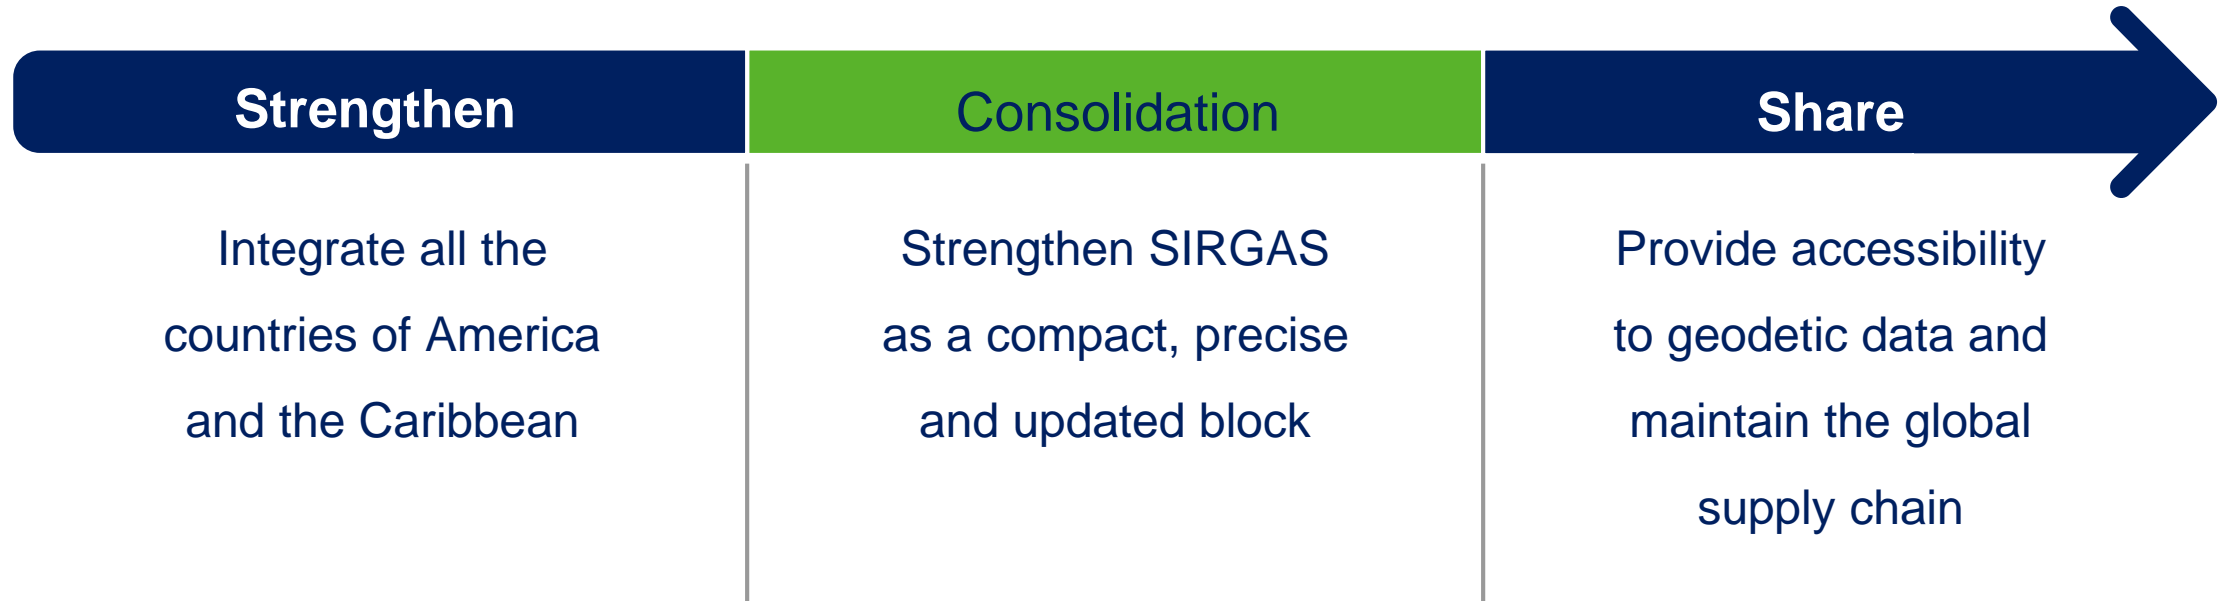 Strengthen
Integrate all the
countries of America
and the Caribbean
Consolidation
Strengthen SIRGAS
as a compact, precise
and updated block
Share
Provide accessibility
to geodetic data and
maintain the global
supply chain